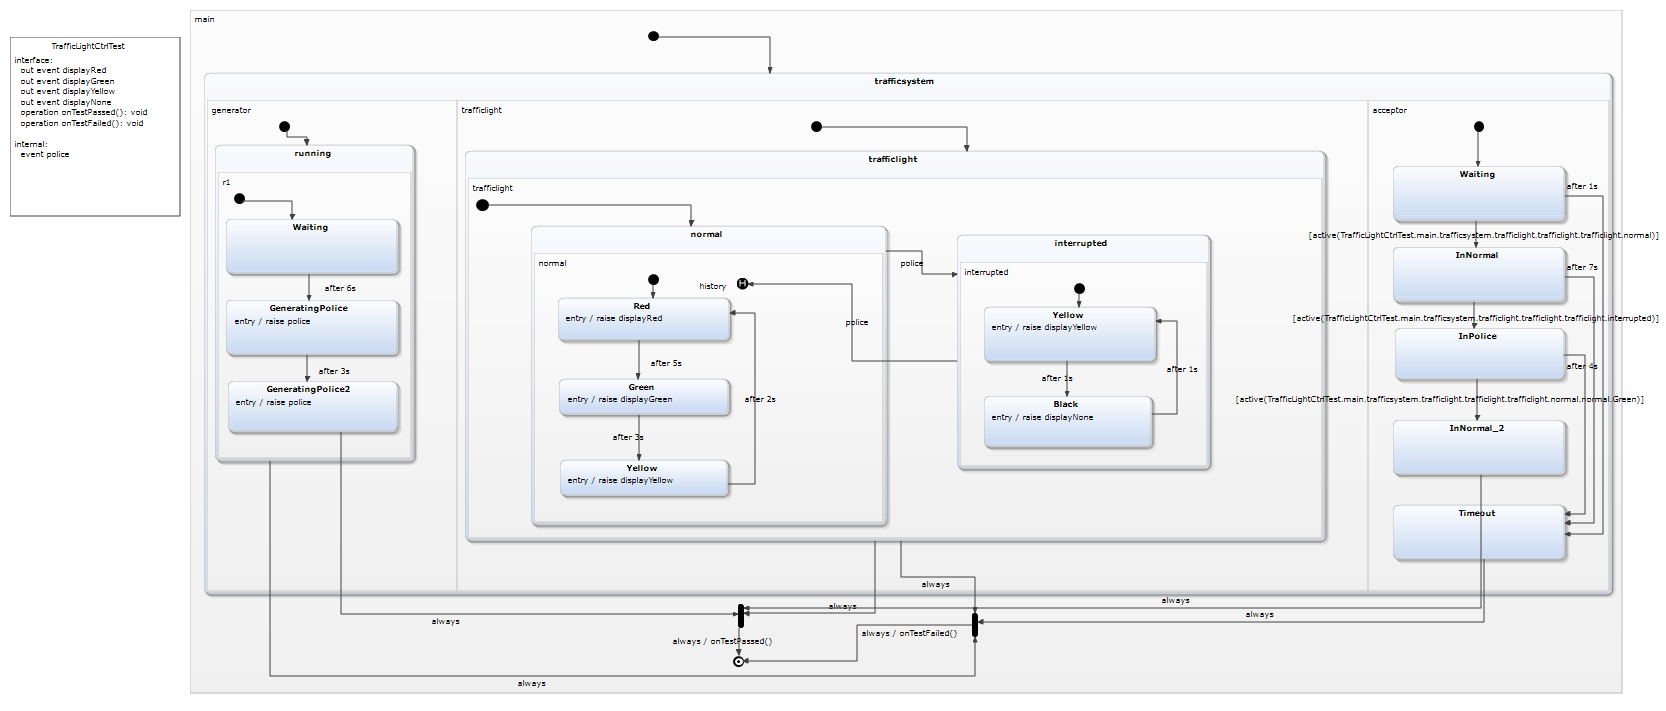 main
TrafficLightCtrlTest
interface:
out event displayRed
out event displayGreen
out event displayYellow
out event displayNone
operation onTestPassed(): void
operation onTestFailed(): void
internal:
event police
trafficsystem
generator
running
r1
Waiting
after 6s
GeneratingPolice
entry / raise police
after 3s
GeneratingPolice2
entry / raise police
trafficlight
trafficlight
trafficlight
normal
normal
history
Red
entry / raise displayRed
after 5s
Green
entry / raise displayGreen
after 2s
after 3s
Yellow
entry / raise displayYellow
police
police
interrupted
interrupted
Yellow
entry / raise displayYellow
after 1s
after 1s
Black
entry / raise displayNone
acceptor
Waiting
after 1s
[active(TrafficLightCtrlTest.main.trafficsystem.trafficlight.trafficlight.trafficlight.normal)]
InNormal
after 7s
[active(TrafficLightCtrlTest.main.trafficsystem.trafficlight.trafficlight.trafficlight.interrupted)]
InPolice
after 4s
[active(TrafficLightCtrlTest.main.trafficsystem.trafficlight.trafficlight.trafficlight.normal.normal.Green)]
InNormal_2
Timeout
always
always
always
always
always
always / onTestPassed()
always / onTestFailed()
always